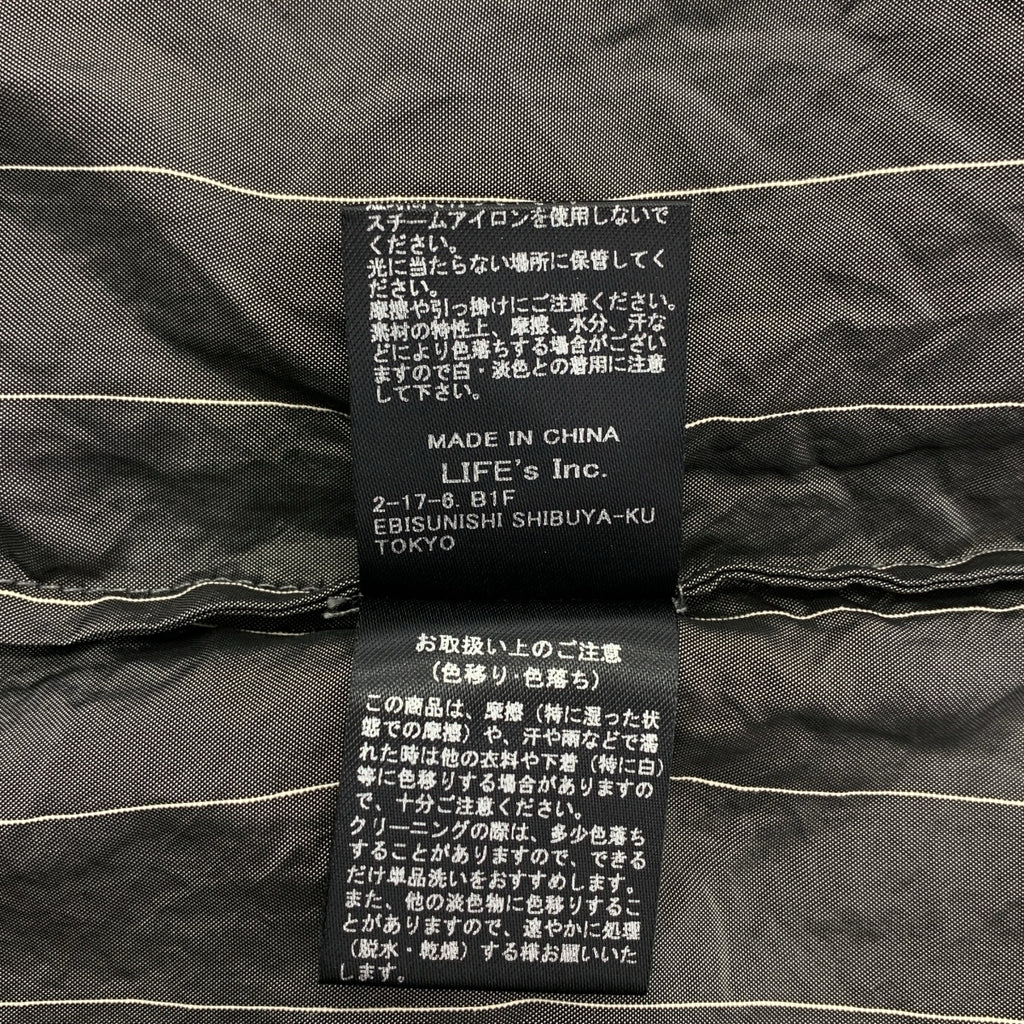 スチームアイロンを使用しないで
ください。
光に当たらない場所に保管してく
ださい。
摩擦や引っ掛けにご注意ください。
素材の特性上、摩擦、水分、汗な
どにより色落ちする場合がござい
ますので白・淡色との着用に注意
して下さい。
MADE IN CHINA
LIFE's Inc.
2-17-6. B1F
EBISUNISHI SHIBUYA-KU
TOKYO
お取扱い上のご注意
(色移り・色落ち)
この商品は、摩擦(特に湿った状
態での摩擦)や、汗や雨などで濡
れた時は他の衣料や下着(特に白)
等に色移りする場合がありますの
で、十分ご注意ください。
クリーニングの際は、多少色落ち
することがありますので、できる
だけ単品洗いをおすすめします。
また、他の淡色物に色移りするこ
とがありますので、速やかに処理
(脱水・乾燥)する様お願いいた
します。